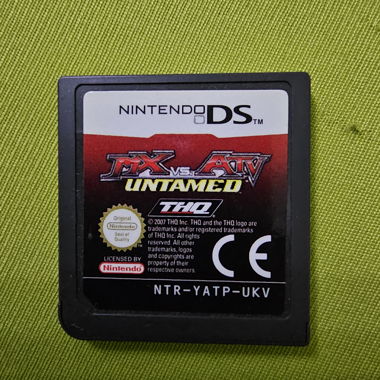 NINTENDO DS™
MX VS. ATV
UNTAMED
THQ
Original
Nintendo
Seal of
Quality
LICENSED BY
Nintendo
© 2007 THQ Inc. THQ and the THQ logo are
trademarks and/or registered trademarks
of THQ Inc. All rights
reserved. All other
trademarks, logos
and copyrights are
property of their
respective owners.
CE
NTR-YATP-UKV